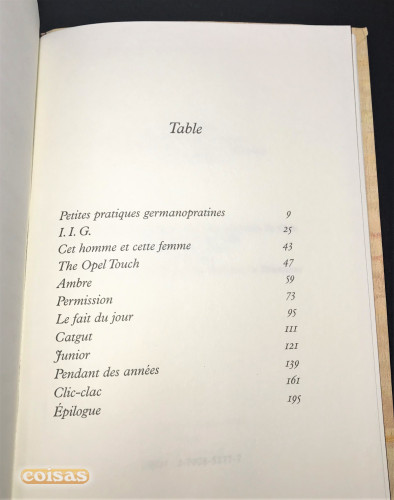 Table
Petites pratiques germanopratines 9
I. I. G. 25
Cet homme et cette femme 43
The Opel Touch 47
Ambre 59
Permission 73
Le fait du jour 95
Catgut 111
Junior 121
Pendant des années 139
Clic-clac 161
Épilogue 195
coisas